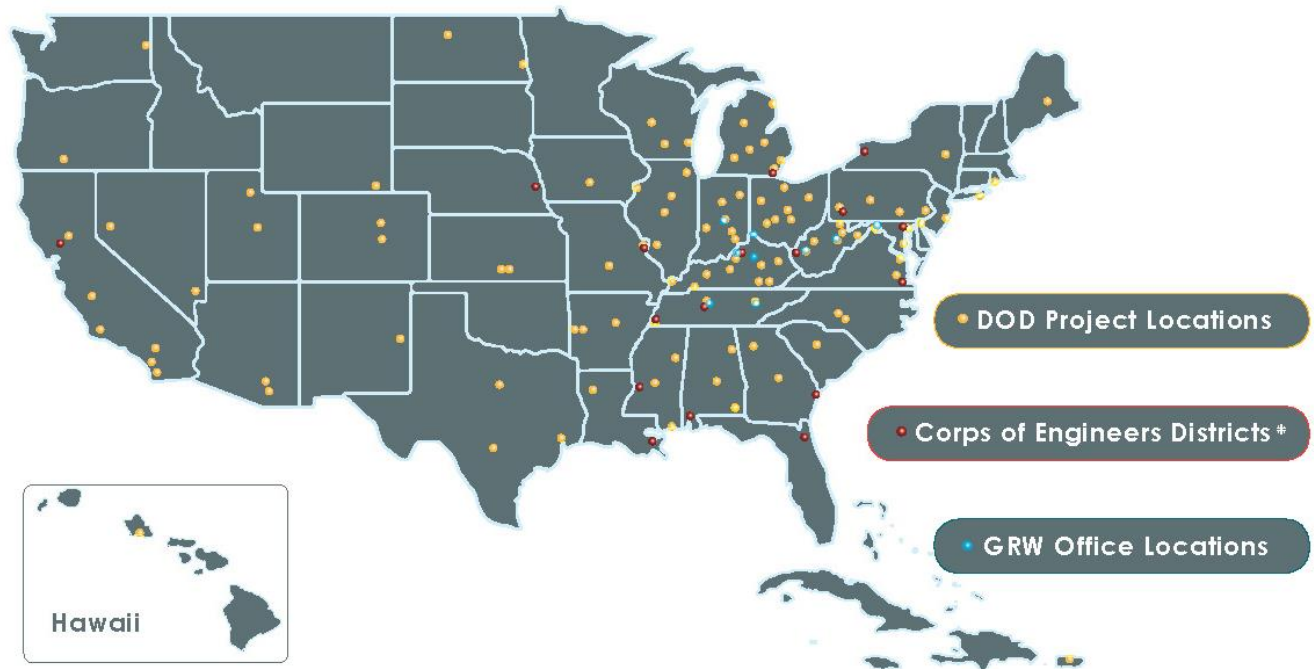 DOD Project Locations
Corps of Engineers Districts*
GRW Office Locations
Hawaii